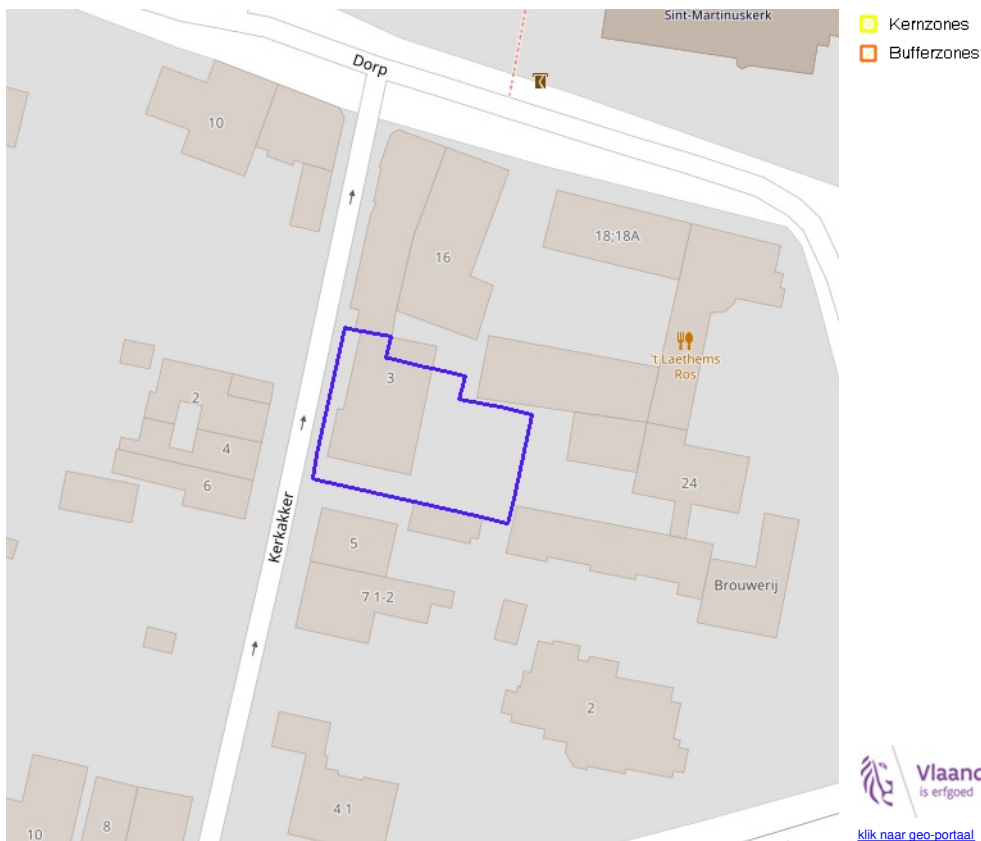 Sint-Martinuskerk
Kernzones
Bufferzones
Dorp
10
18;18A
16
't Laethems
Ros
3
2
4
6
24
Kerkakker
5
Brouwerij
7 1-2
2
4 1
10
8
Vlaand
is erfgoed
klik naar geo-portaal